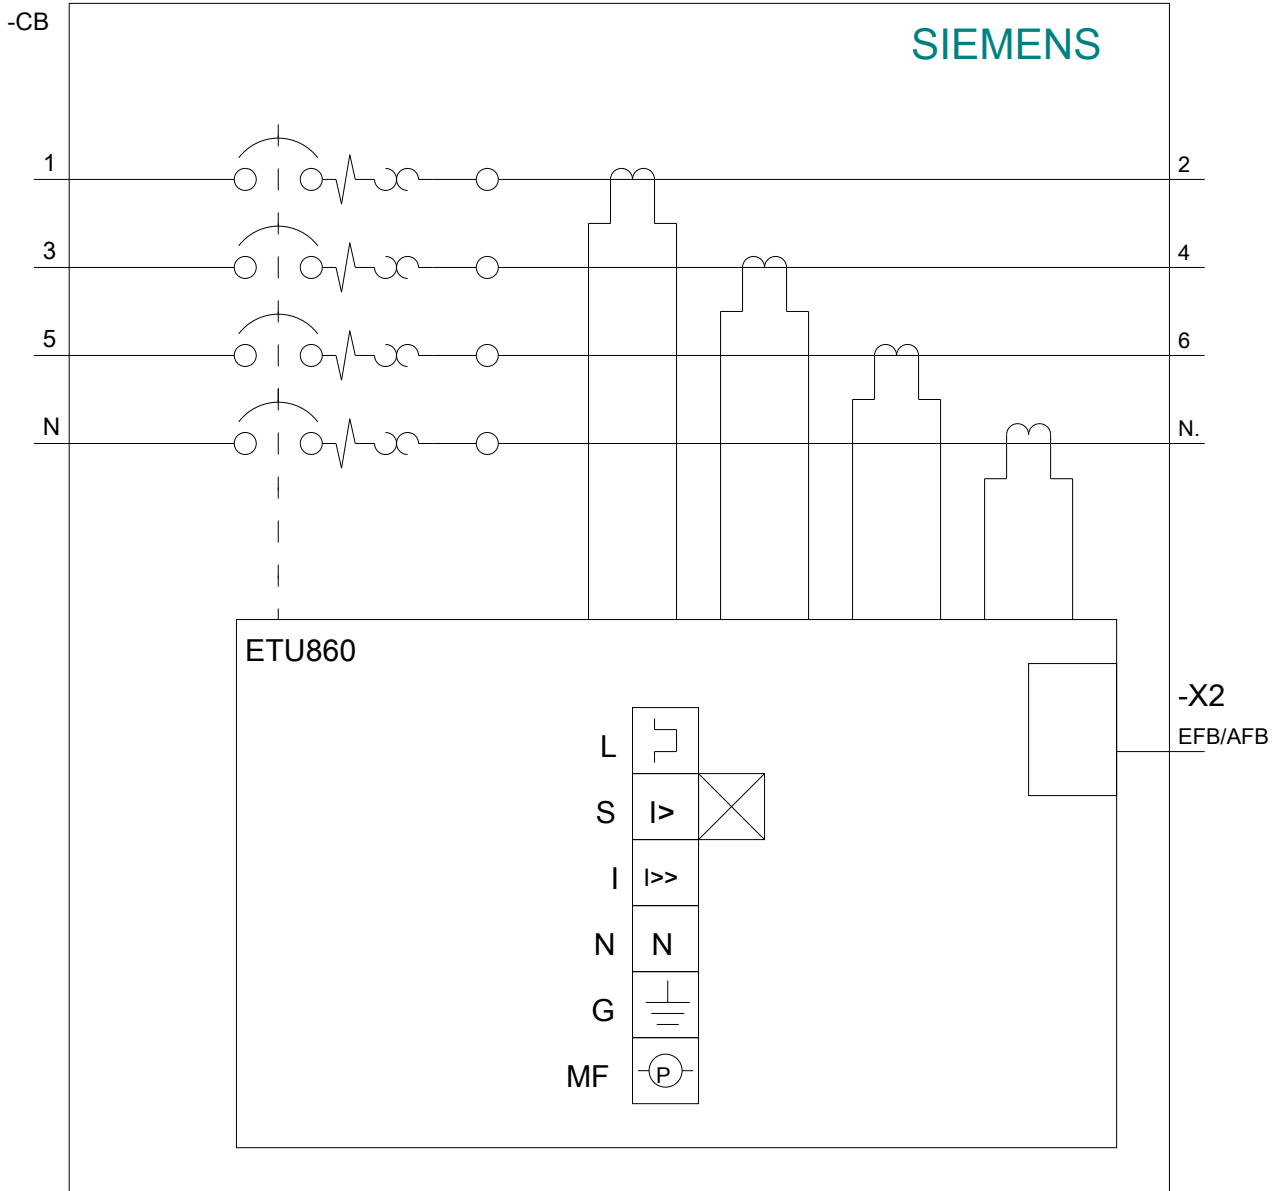 -CB
SIEMENS
1
2
3
4
5
6
N
N.
ETU860
-X2
EFB/AFB
L
S I>
I I>>
N N
G
MF P